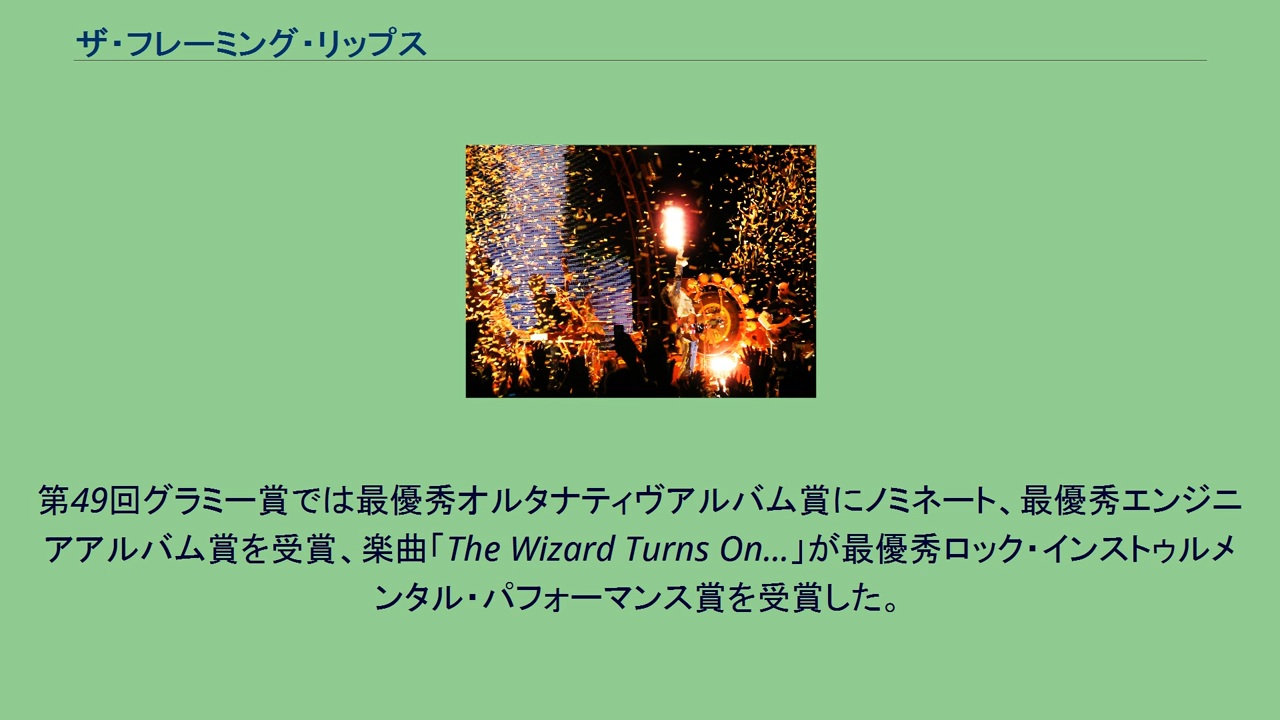 ザ・フレーミング・リップス
第49回グラミー賞では最優秀オルタナティヴアルバム賞にノミネート、最優秀エンジニ
アアルバム賞を受賞、楽曲「The Wizard Turns On...」が最優秀ロック・インストゥルメ
ンタル・パフォーマンス賞を受賞した。